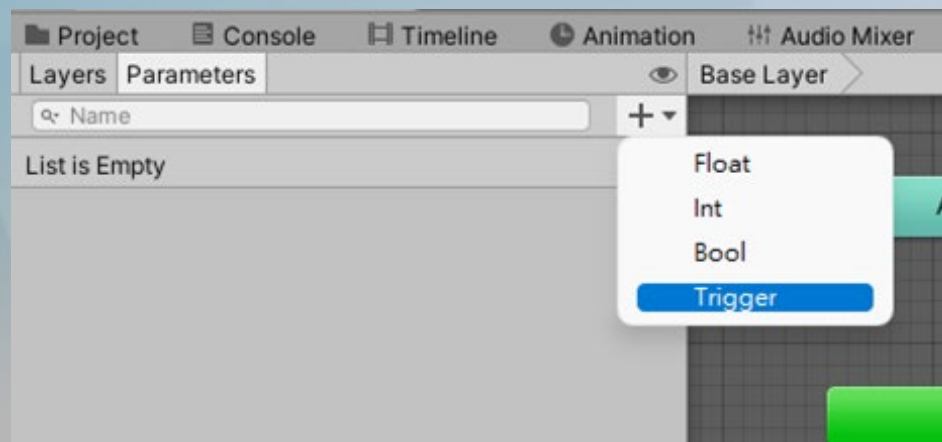 Project Console Timeline Animation Audio Mixer
Layers Parameters Base Layer
Name
List is Empty
Float
Int
Bool
Trigger